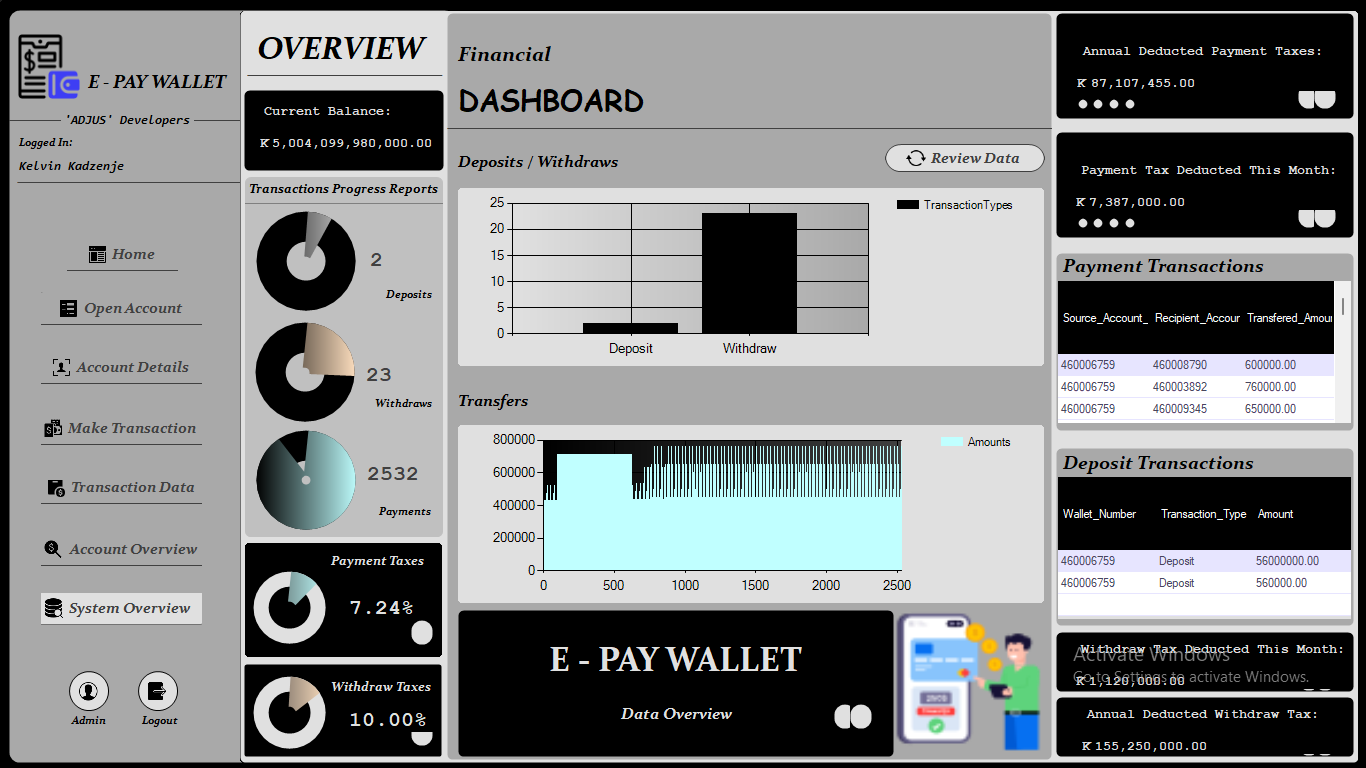 E - PAY WALLET
'ADJUS' Developers
Logged In:
Kelvin Kadzenje
Home
Open Account
Account Details
Make Transaction
Transaction Data
Account Overview
System Overview
Admin
Logout
OVERVIEW
Current Balance:
K 5,004,099,980,000.00
Transactions Progress Reports
2
Deposits
23
Withdraws
2532
Payments
Payment Taxes
7.24%
Withdraw Taxes
10.00%
Financial
DASHBOARD
Deposits / Withdraws
Review Data
25
20
15
10
5
0
Deposit Withdraw
TransactionTypes
Transfers
800000
600000
400000
200000
0
0 500 1000 1500 2000 2500
Amounts
E - PAY WALLET
Data Overview
Annual Deducted Payment Taxes:
K 87,107,455.00
Payment Tax Deducted This Month:
K 7,387,000.00
Payment Transactions
Source_Account_ Recipient_Accour Transfered_Amour
460006759 460008790 600000.00
460006759 460003892 760000.00
460006759 460009345 650000.00
Deposit Transactions
Wallet_Number Transaction_Type Amount
460006759 Deposit 56000000.00
460006759 Deposit 560000.00
Withdraw Tax Deducted This Month:
K 1,120,000.00
Activate Windows
Go to Settings to activate Windows.
Annual Deducted Withdraw Tax:
K 155,250,000.00